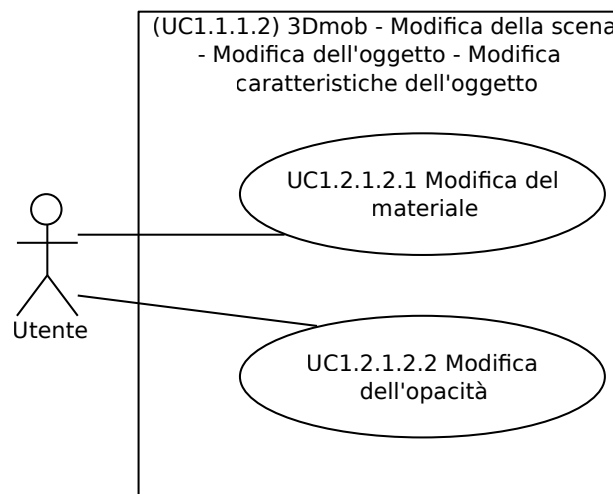 (UC1.1.1.2) 3Dmob - Modifica della scena
- Modifica dell'oggetto - Modifica
caratteristiche dell'oggetto
UC1.2.1.2.1 Modifica del
materiale
Utente
UC1.2.1.2.2 Modifica
dell'opacità